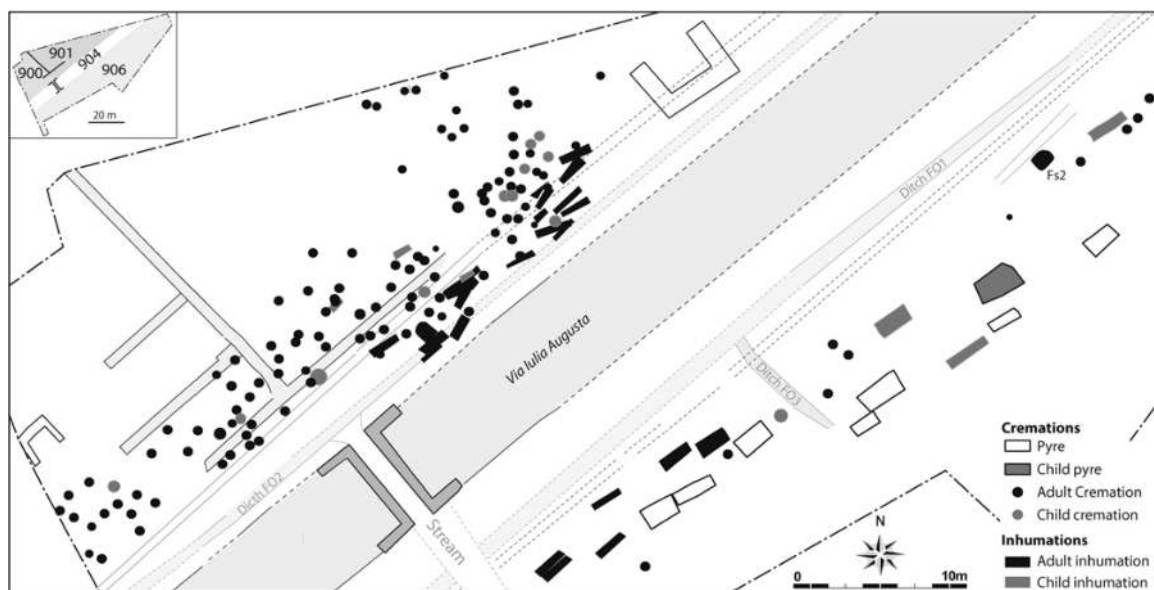 901
900
904
906
20 m
Ditch FO1
Fs2
Via Iulia Augusta
Ditch FO3
Dicth FO2
Stream
N
0 10m
Cremations
Pyre
Child pyre
Adult Cremation
Child cremation
Inhumations
Adult inhumation
Child inhumation